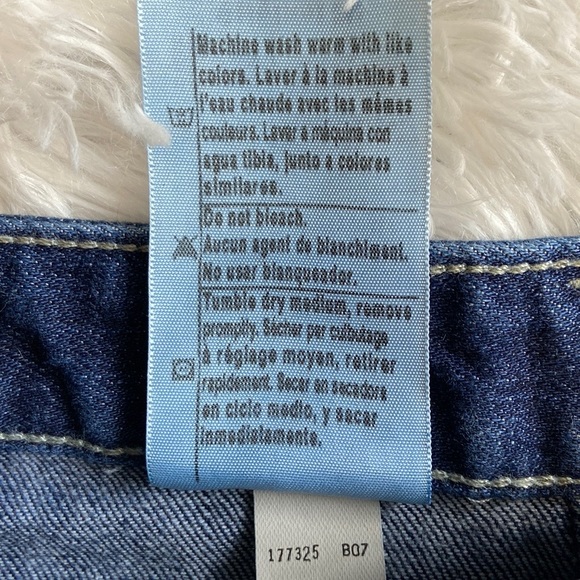 Machine wash warm with like
colors. Laver à la machine à
l'eau chaude avec les mêmes
couleurs. Lavar a máquina con
agua tibia, junto a colores
similares.
Do not bleach.
Aucun agent de blanchiment.
No usar blanqueador.
Tumble dry medium, remove
promptly. Sécher par culbutage
à réglage moyen, retirer
rapidement. Secar en secadora
en ciclo medio, y sacar
inmediatamente.
177325 BQ7